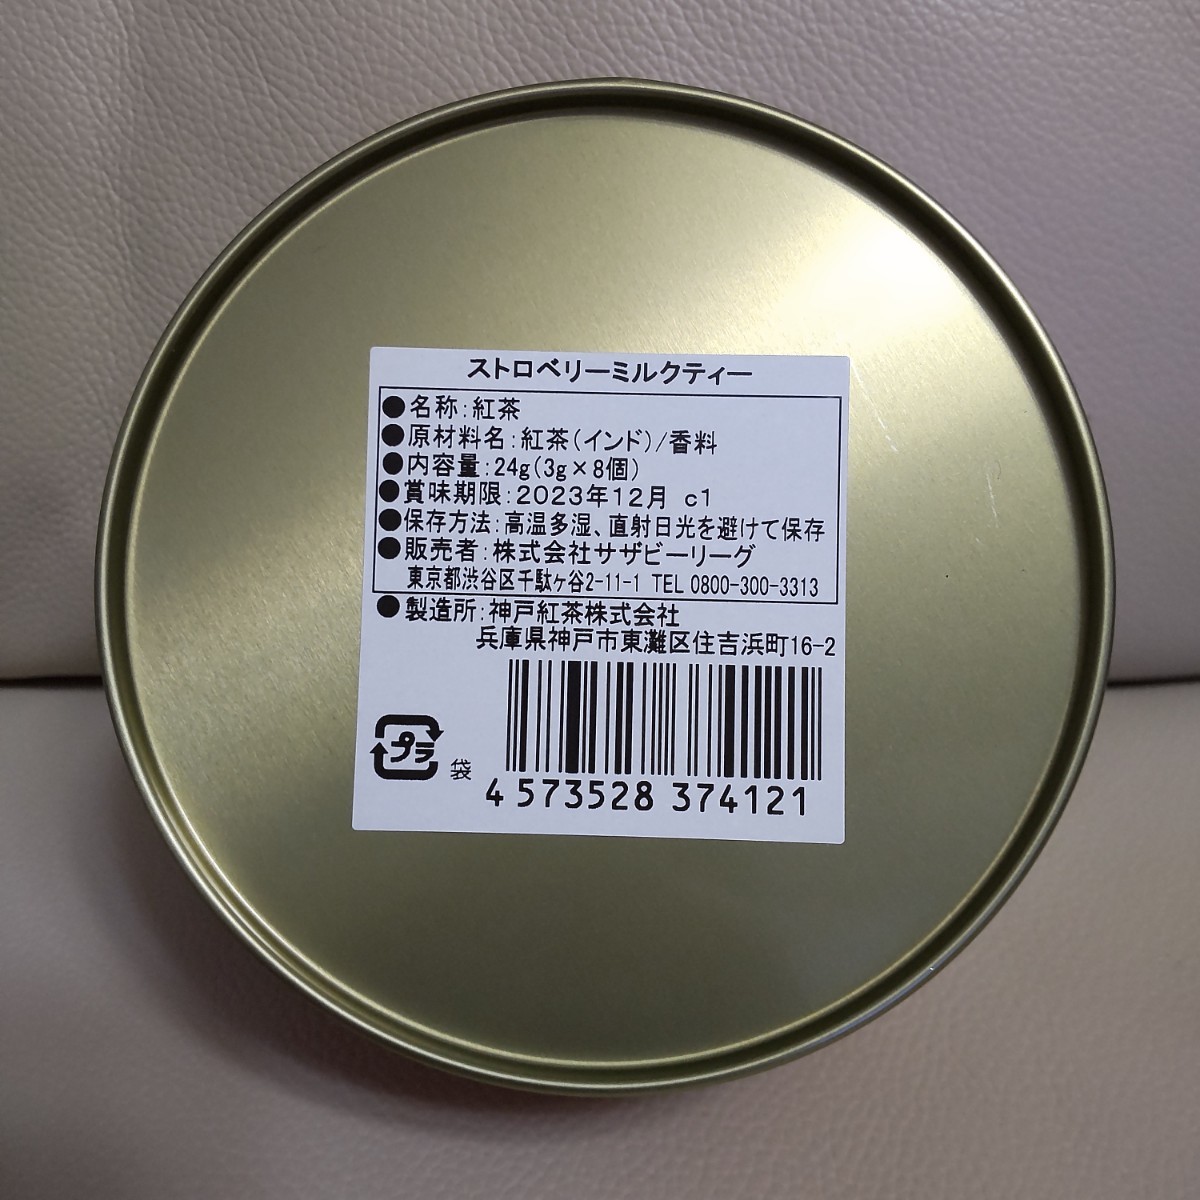 ストロベリーミルクティー
●名称：紅茶
●原材料名：紅茶（インド）/香料
●内容量：24g（3g×8個）
●賞味期限：2023年12月 c1
●保存方法：高温多湿、直射日光を避けて保存
●販売者：株式会社サザビーリーグ
東京都渋谷区千駄ヶ谷2-11-1 TEL 0800-300-3313
●製造所：神戸紅茶株式会社
兵庫県神戸市東灘区住吉浜町16-2
プラ 袋
4 573528 374121